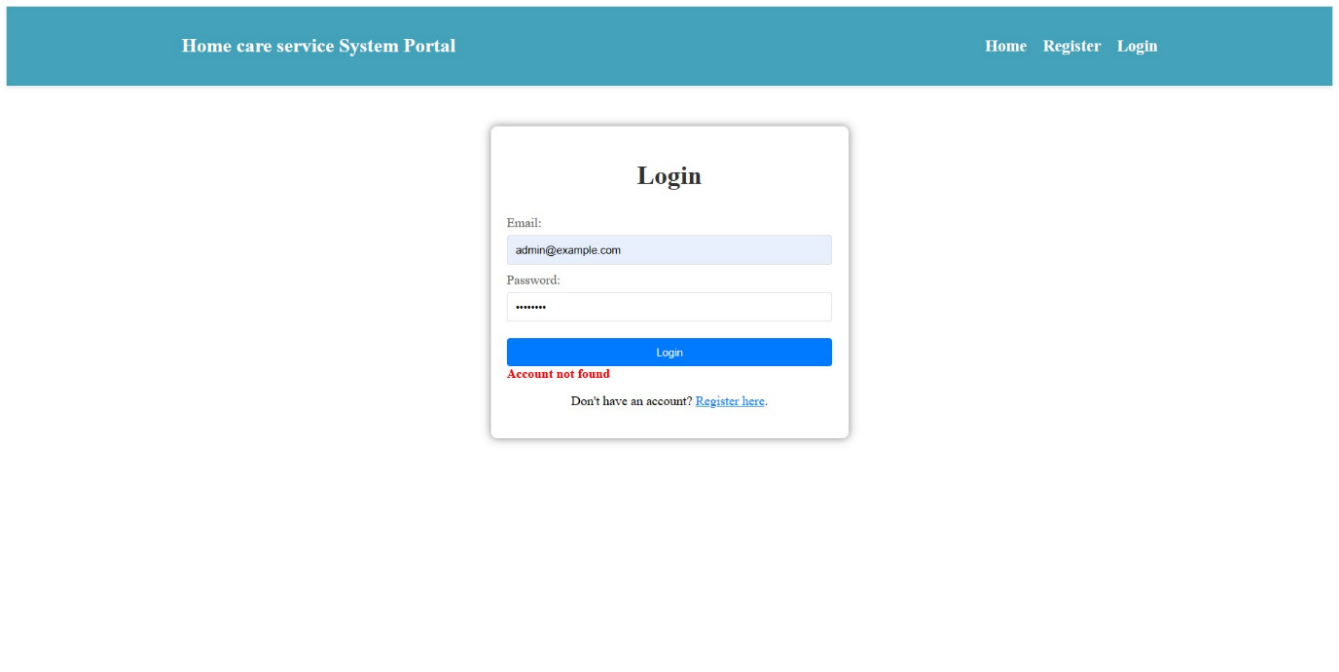 Home care service System Portal
Home Register Login
Login
Email:
admin@example.com
Password:
••••••••
Login
Account not found
Don't have an account? Register here.